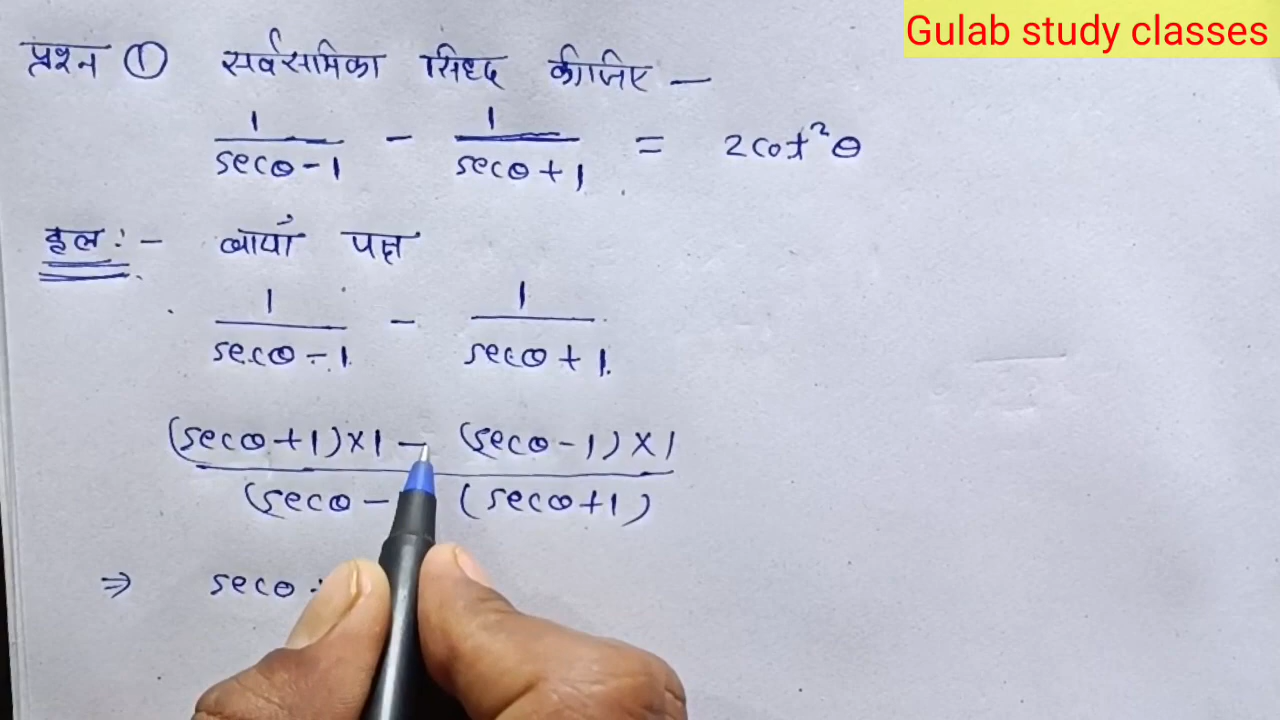 Gulab study classes
प्रश्न ① सर्वसमिका सिध्द कीजिए —
1/(secθ-1) - 1/(secθ+1) = 2cot²θ
हल :- बायाँ पक्ष
1/(secθ-1) - 1/(secθ+1)
(secθ+1)×1 - (secθ-1)×1
(secθ- (secθ+1)
⇒ secθ